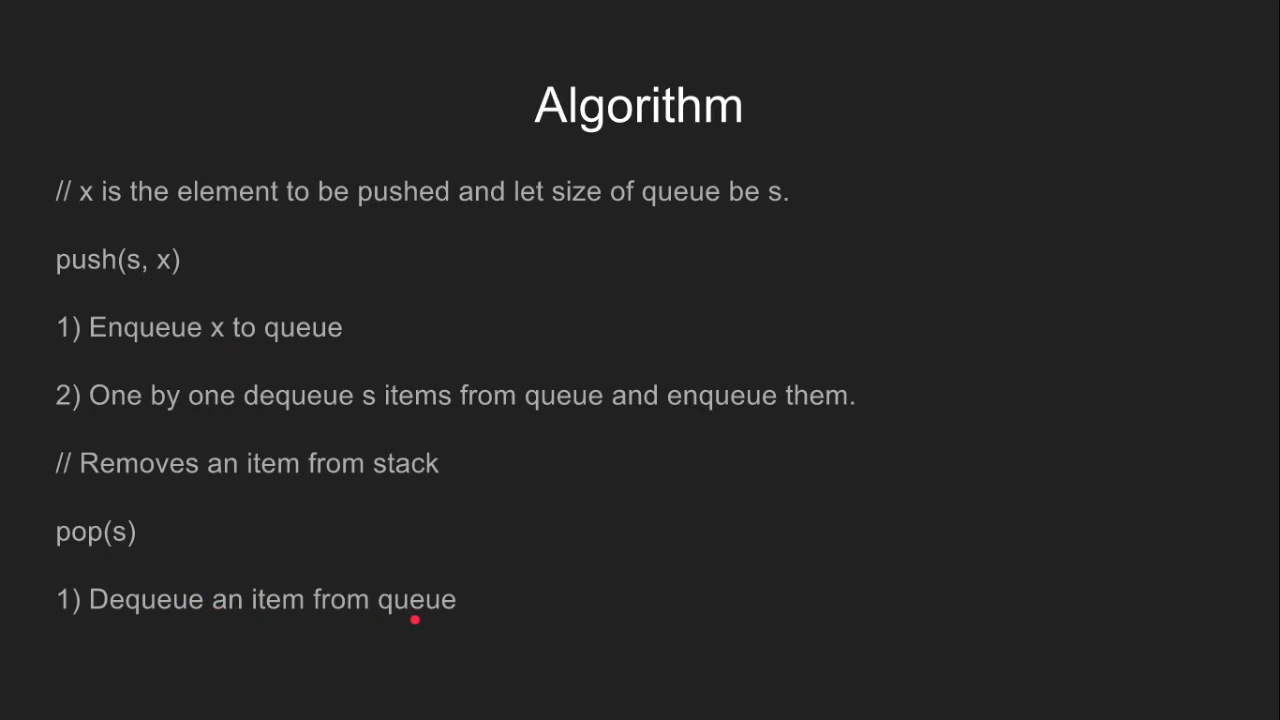 Algorithm
// x is the element to be pushed and let size of queue be s.
push(s, x)
1) Enqueue x to queue
2) One by one dequeue s items from queue and enqueue them.
// Removes an item from stack
pop(s)
1) Dequeue an item from queue